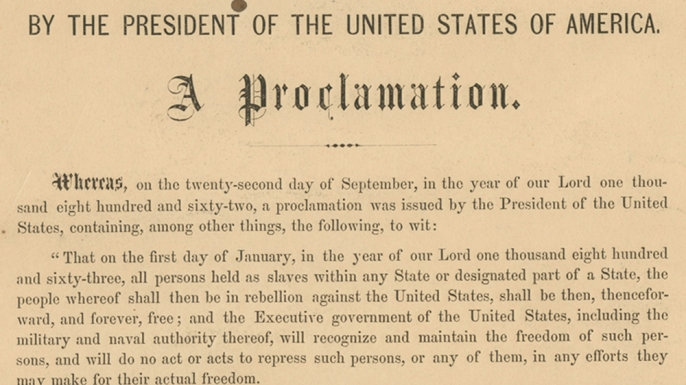 BY THE PRESIDENT OF THE UNITED STATES OF AMERICA.
A Proclamation.
Whereas, on the twenty-second day of September, in the year of our Lord one thou-
sand eight hundred and sixty-two, a proclamation was issued by the President of the United
States, containing, among other things, the following, to wit:
“That on the first day of January, in the year of our Lord one thousand eight hundred
and sixty-three, all persons held as slaves within any State or designated part of a State, the
people whereof shall then be in rebellion against the United States, shall be then, thencefor-
ward, and forever, free; and the Executive government of the United States, including the
military and naval authority thereof, will recognize and maintain the freedom of such per-
sons, and will do no act or acts to repress such persons, or any of them, in any efforts they
may make for their actual freedom.